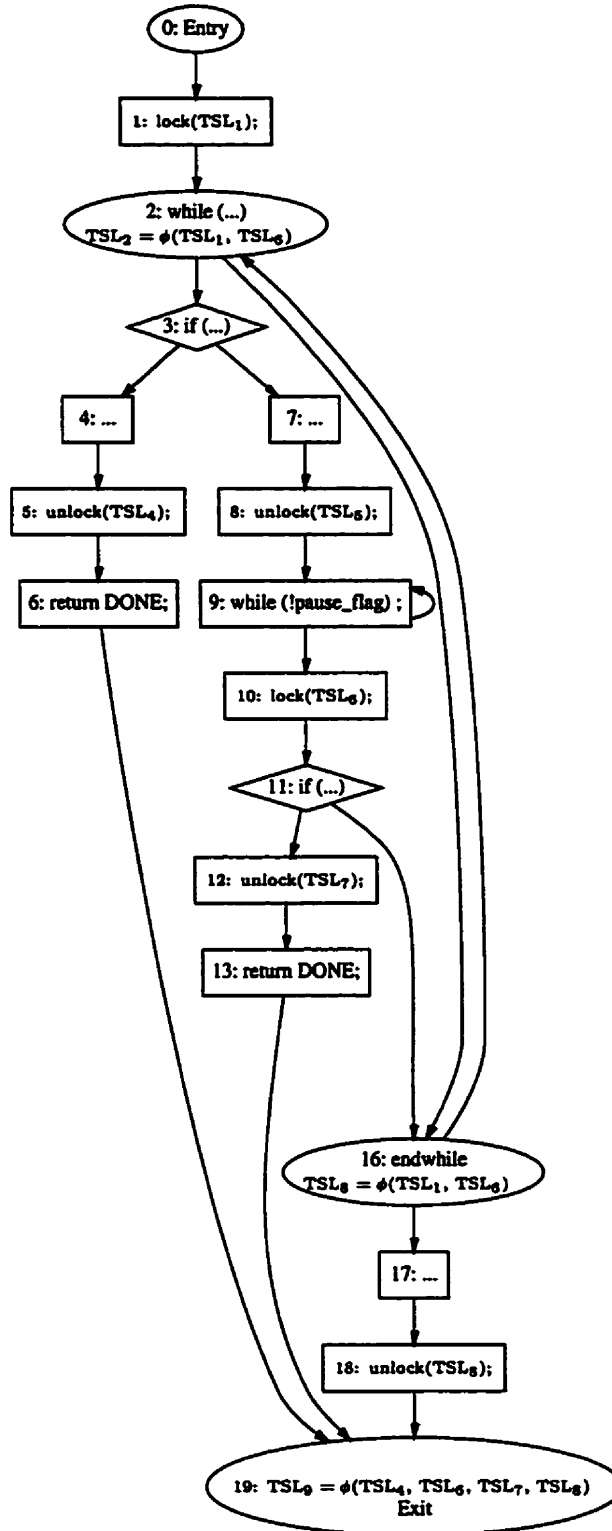 0: Entry
1: lock(TSL₁);
2: while (...)
TSL₂ = ϕ(TSL₁, TSL₆)
3: if (...)
4: ...
7: ...
5: unlock(TSL₄);
8: unlock(TSL₅);
6: return DONE;
9: while (!pause_flag) ;
10: lock(TSL₆);
11: if (...)
12: unlock(TSL₇);
13: return DONE;
16: endwhile
TSL₈ = ϕ(TSL₁, TSL₆)
17: ...
18: unlock(TSL₈);
19: TSL₉ = ϕ(TSL₄, TSL₆, TSL₇, TSL₈)
Exit